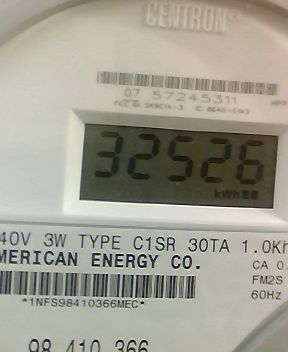 CENTRON®
07 57245311
32526
kWh
40V 3W TYPE C1SR 30TA 1.0Kh
MERICAN ENERGY CO.
CA 0.
*1NFS98410366MEC*
FM2S
60Hz
98 410 366